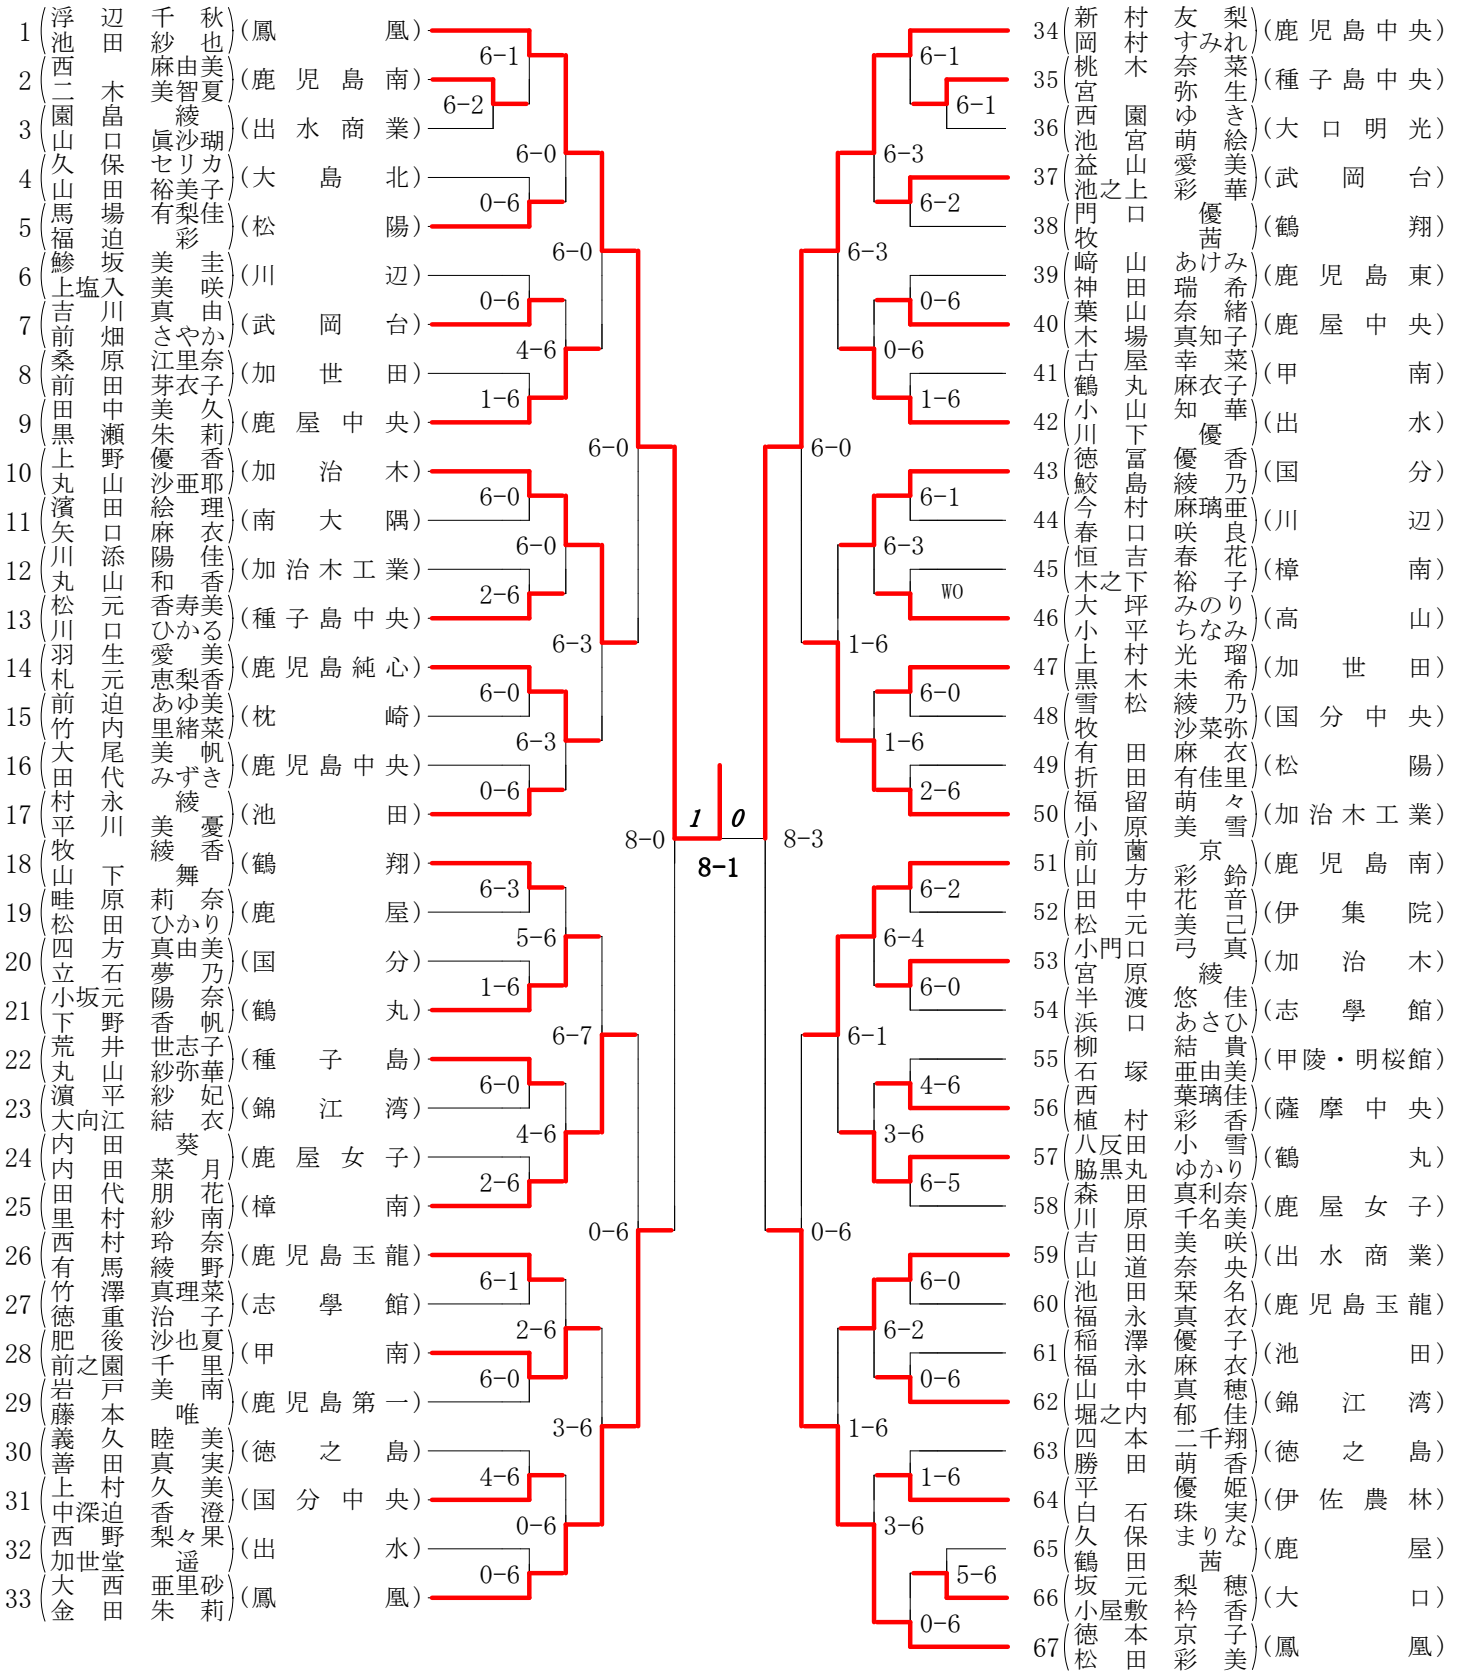 1 浮辺千秋 池田紗也 (鳳凰)
2 西麻由美 二木美智夏 (鹿児島南)
3 園畠綾 山口眞沙瑚 (出水商業)
4 久保セリカ 山田裕美子 (大島北)
5 馬場有梨佳 福迫彩 (松陽)
6 鯵坂美圭 上塩入美咲 (川辺)
7 吉川真由 前畑さやか (武岡台)
8 桑原江里奈 前田芽衣子 (加世田)
9 田中美久 黒瀬朱莉 (鹿屋中央)
10 上野優香 丸山沙亜耶 (加治木)
11 濱田絵理 矢口麻衣 (南大隅)
12 川添陽佳 丸山和香 (加治木工業)
13 松元香寿美 川口ひかる (種子島中央)
14 羽生愛美 札元恵梨香 (鹿児島純心)
15 前迫あゆ美 竹内里緒菜 (枕崎)
16 大尾美帆 田代みずき (鹿児島中央)
17 村永綾 平川美憂 (池田)
18 牧綾香 山下舞 (鶴翔)
19 畦原莉奈 松田ひかり (鹿屋)
20 四方真由美 立石夢乃 (国分)
21 小坂元陽奈 下野香帆 (鶴丸)
22 荒井世志子 丸山紗弥華 (種子島)
23 濵平紗妃 大向江結衣 (錦江湾)
24 内田葵 内田菜月 (鹿屋女子)
25 田代朋花 里村紗南 (樟南)
26 西村玲奈 有馬綾野 (鹿児島玉龍)
27 竹澤真理菜 徳重治子 (志學館)
28 肥後沙也夏 前之園千里 (甲南)
29 岩戸美南 藤本唯 (鹿児島第一)
30 義久睦美 善田真実 (徳之島)
31 上村久美 中深迫香澄 (国分中央)
32 西野梨々果 加世堂遥 (出水)
33 大西亜里砂 金田朱莉 (鳳凰)
6-1
6-2
6-0
0-6
6-0
0-6
4-6
1-6
6-0
6-0
6-0
2-6
6-3
6-0
6-3
0-6
8-0
6-3
5-6
1-6
6-7
6-0
4-6
2-6
0-6
6-1
2-6
6-0
3-6
4-6
0-6
0-6
1 0
8-1
34 新村友梨 岡村すみれ (鹿児島中央)
35 桃木奈菜 宮弥生 (種子島中央)
36 西園ゆき 池宮萌絵 (大口明光)
37 益山愛美 池之上彩華 (武岡台)
38 門口優 牧茜 (鶴翔)
39 﨑山あけみ 神田瑞希 (鹿児島東)
40 葉山奈緒 木場真知子 (鹿屋中央)
41 古屋幸菜 鶴丸麻衣子 (甲南)
42 小山知華 川下優 (出水)
43 徳冨優香 鮫島綾乃 (国分)
44 今村麻璃亜 春口咲良 (川辺)
45 恒吉春花 木之下裕子 (樟南)
46 大坪みのり 小平ちなみ (高山)
47 上村光瑠 黒木未希 (加世田)
48 雪松綾乃 牧沙菜弥 (国分中央)
49 有田麻衣 折田有佳里 (松陽)
50 福留萌々 小原美雪 (加治木工業)
51 前薗京 山方彩鈴 (鹿児島南)
52 田中花音 松元美己 (伊集院)
53 小門口弓真 宮原綾 (加治木)
54 半渡悠佳 浜口あさひ (志學館)
55 柳結貴 石塚亜由美 (甲陵・明桜館)
56 西葉璃佳 植村彩香 (薩摩中央)
57 八反田小雪 脇黒丸ゆかり (鶴丸)
58 森田真利奈 川原千名美 (鹿屋女子)
59 吉田美咲 山道奈央 (出水商業)
60 池田栞名 福永真衣 (鹿児島玉龍)
61 稲澤優子 福永麻衣 (池田)
62 山中真穂 堀之内郁佳 (錦江湾)
63 四本二千翔 勝田萌香 (徳之島)
64 平優姫 白石珠実 (伊佐農林)
65 久保まりな 鶴田茜 (鹿屋)
66 坂元梨穂 小屋敷衿香 (大口)
67 徳本京子 松田彩美 (鳳凰)
6-1
6-1
6-3
6-2
6-3
0-6
0-6
1-6
6-0
6-1
6-3
WO
1-6
6-0
1-6
2-6
8-3
6-2
6-4
6-0
6-1
4-6
3-6
6-5
0-6
6-0
6-2
0-6
1-6
1-6
3-6
5-6
0-6